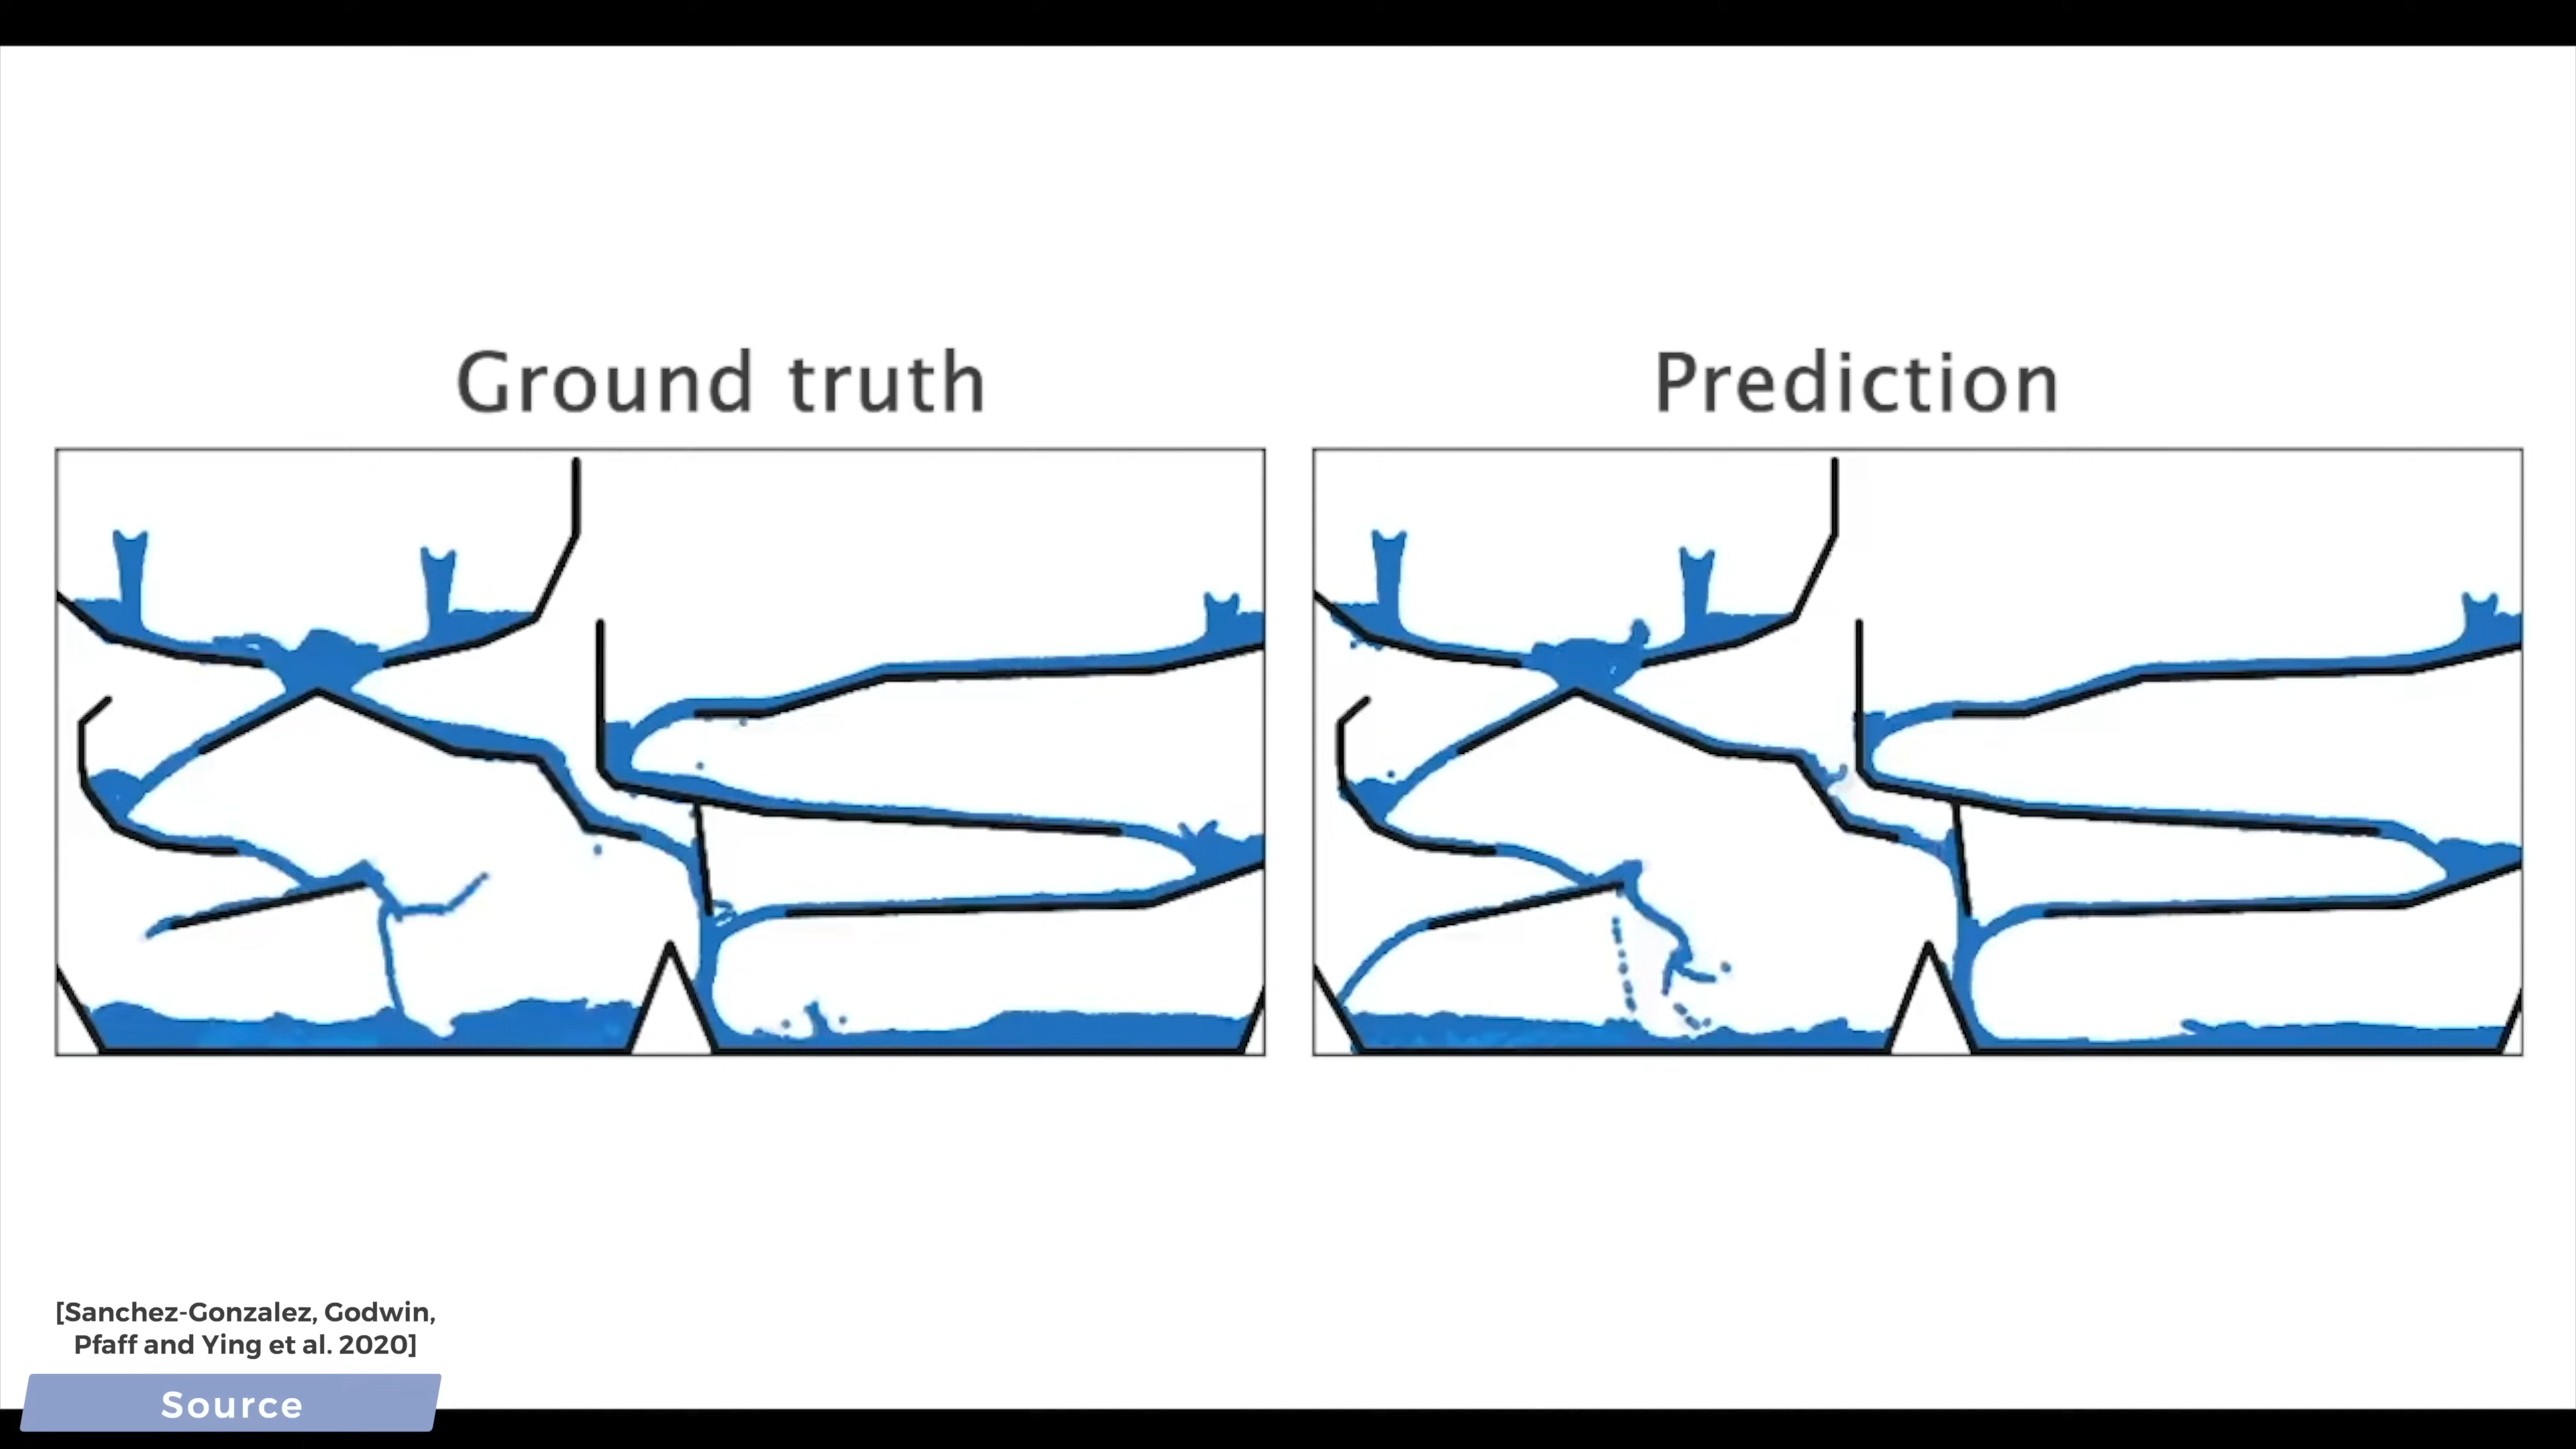 Ground truth
Prediction
[Sanchez-Gonzalez, Godwin,
Pfaff and Ying et al. 2020]
Source